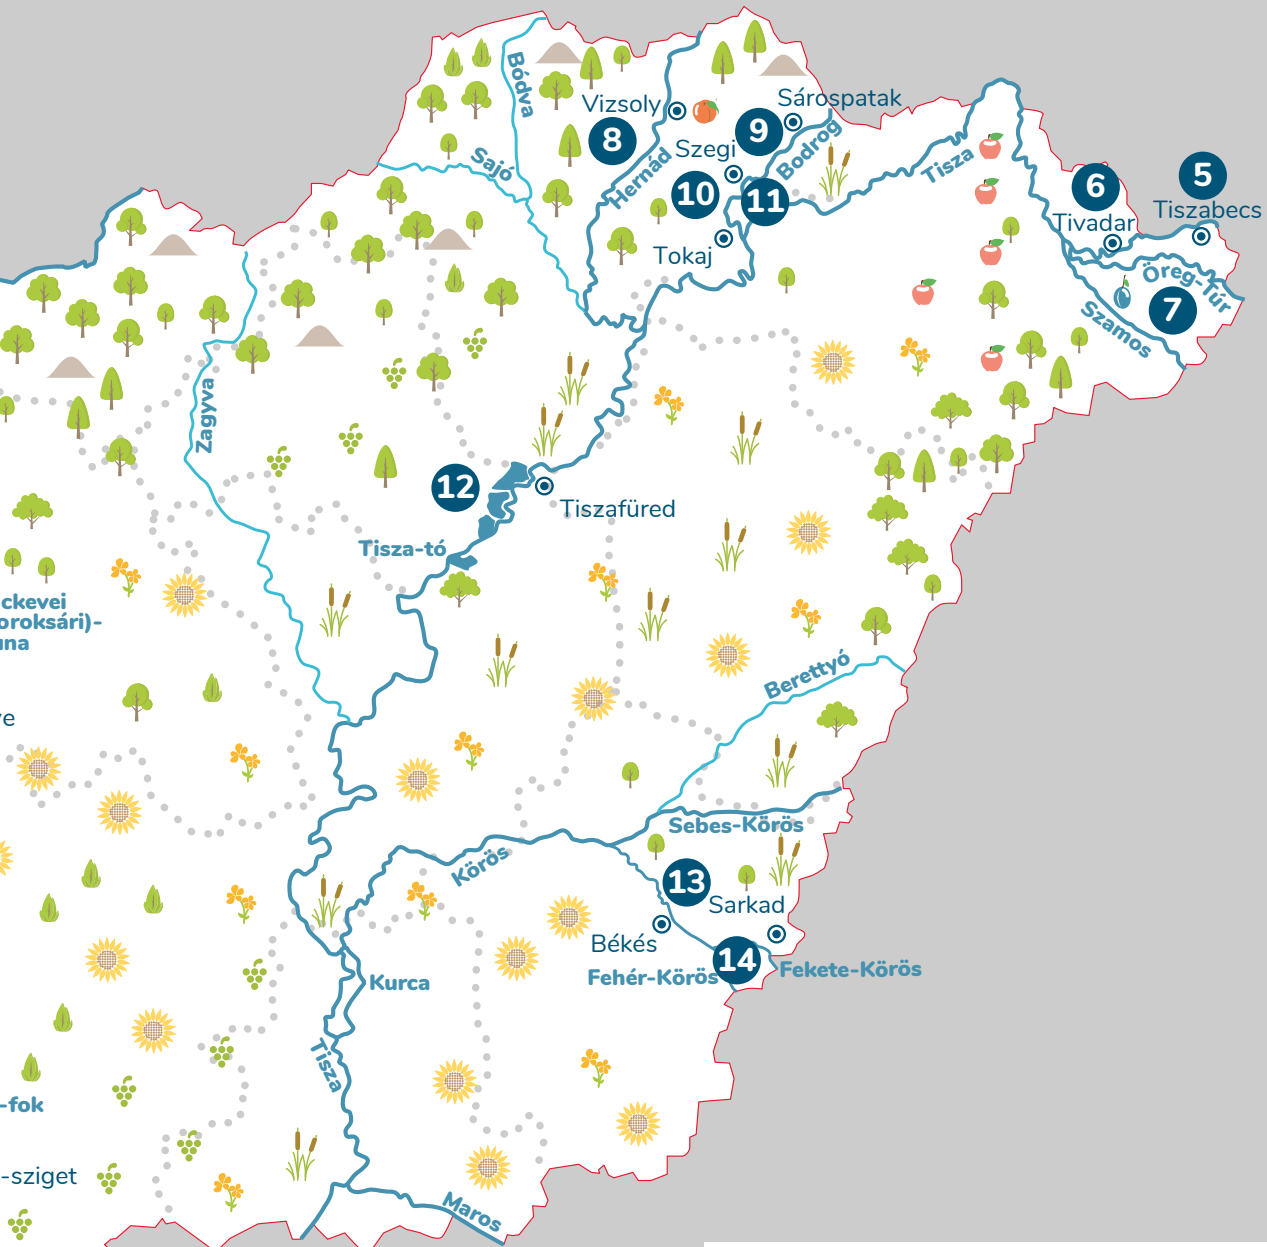 Bódva
Vizsoly
8
9
Sárospatak
Szegi
Sajó
Hernád
Bodrog
10
11
Tokaj
Tisza
6
5
Tivadar
Tiszabecs
Öreg-Túr
7
Szamos
Zagyva
12
Tiszafüred
Tisza-tó
ckevei
oroksári)-
una
ve
Berettyó
Sebes-Körös
Körös
13
Sarkad
Békés
14
Fehér-Körös
Fekete-Körös
Kurca
Tisza
-fok
-sziget
Maros